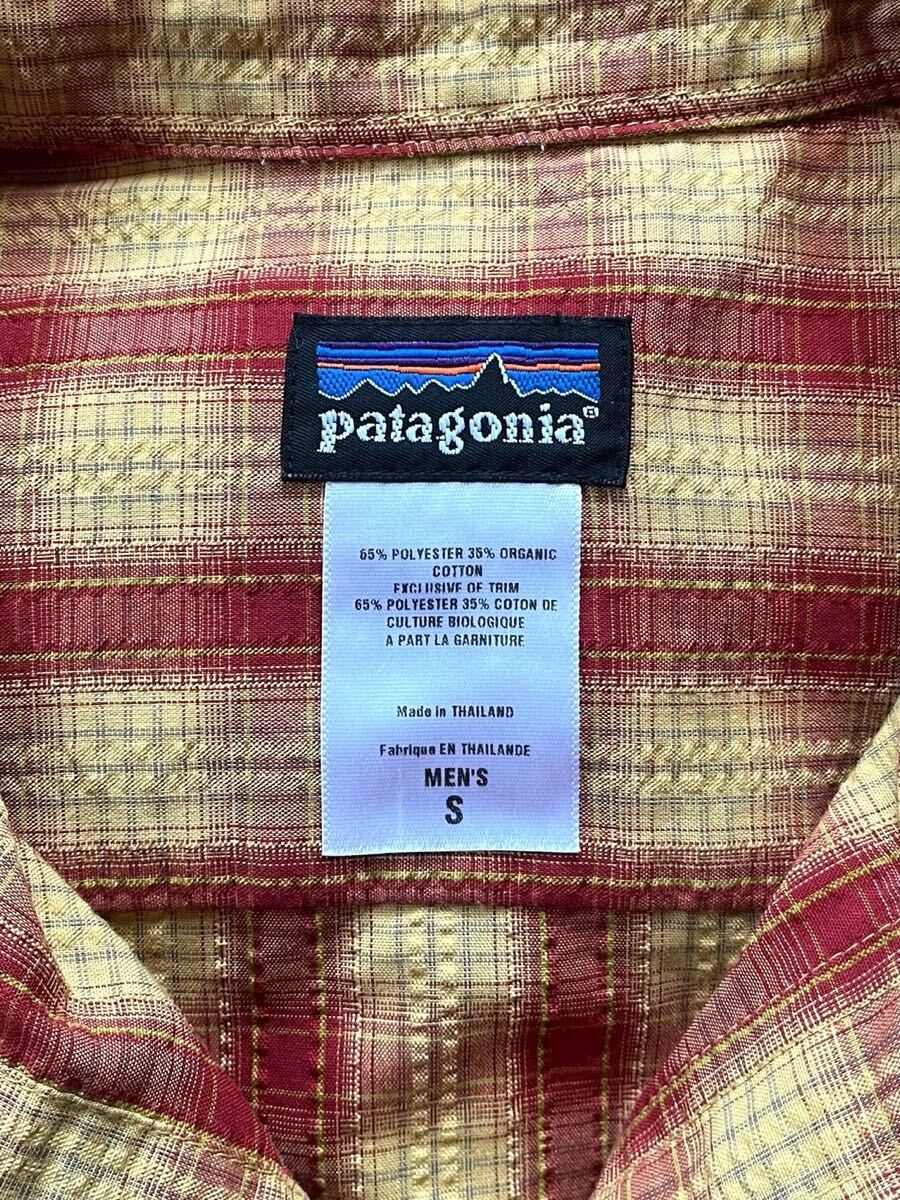 patagonia®
65% POLYESTER 35% ORGANIC
COTTON
EXCLUSIVE OF TRIM
65% POLYESTER 35% COTON DE
CULTURE BIOLOGIQUE
A PART LA GARNITURE
Made in THAILAND
Fabrique EN THAILANDE
MEN'S
S